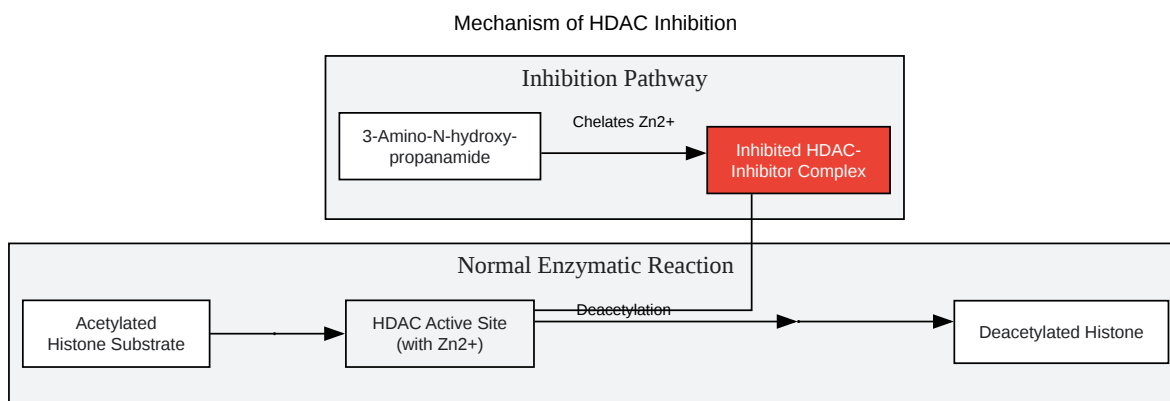 Mechanism of HDAC Inhibition
Inhibition Pathway
3-Amino-N-hydroxy-
propanamide
Chelates Zn2+
Inhibited HDAC-
Inhibitor Complex
Normal Enzymatic Reaction
Acetylated
Histone Substrate
HDAC Active Site
(with Zn2+)
Deacetylation
Deacetylated Histone